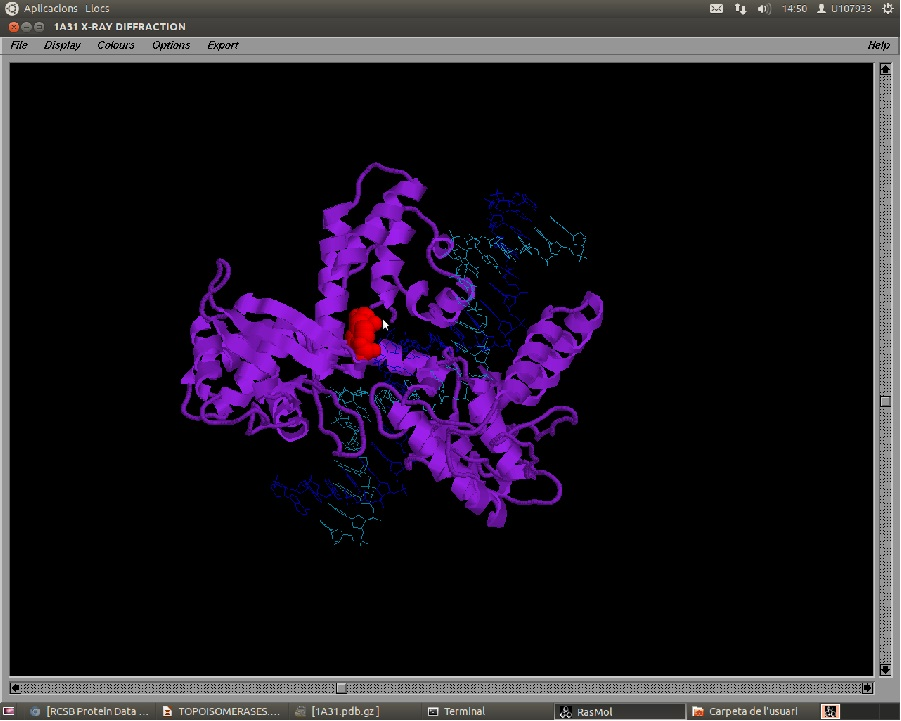 Aplicacions Llocs 14:50 U107933
1A31 X-RAY DIFFRACTION
File Display Colours Options Export Help
[RCSB Protein Data ... TOPOISOMERASES.... [1A31.pdb.gz] Terminal RasMol Carpeta de l'usuari